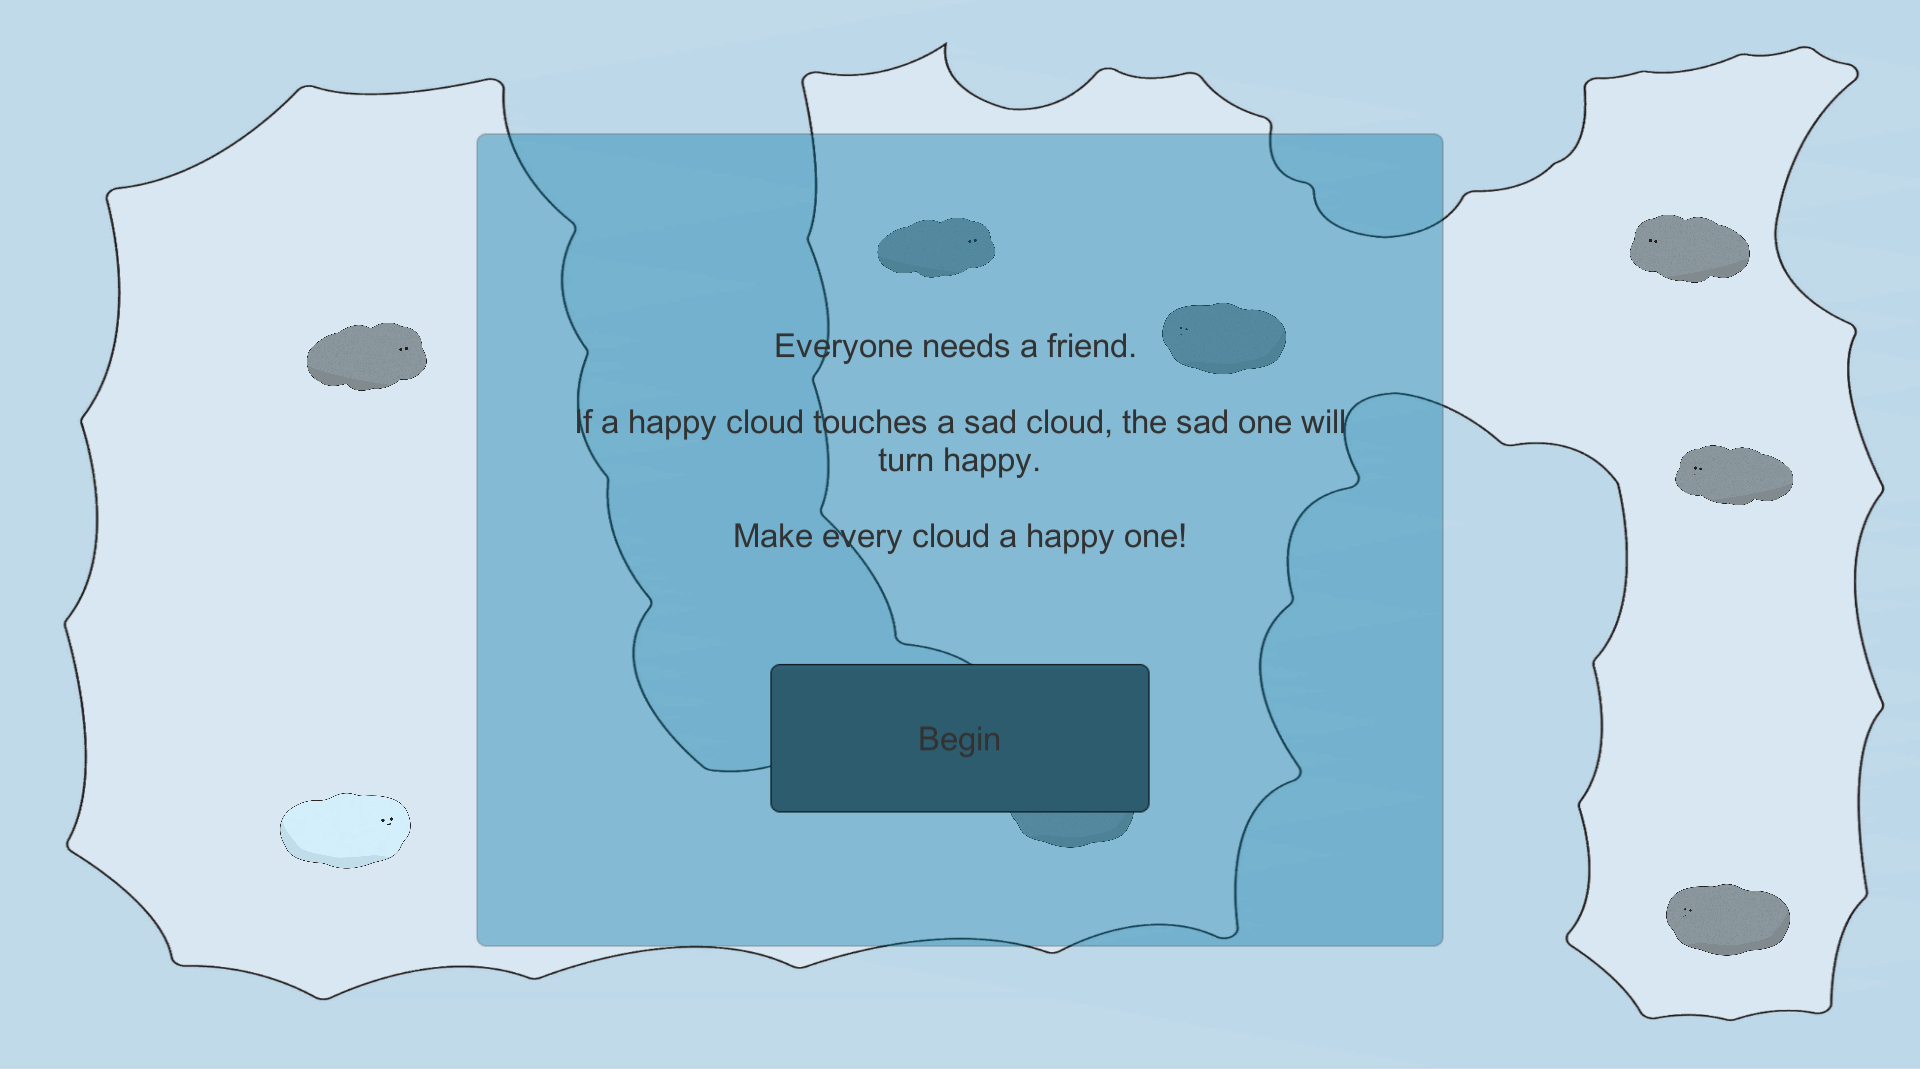 Everyone needs a friend.
If a happy cloud touches a sad cloud, the sad one will
turn happy.
Make every cloud a happy one!
Begin